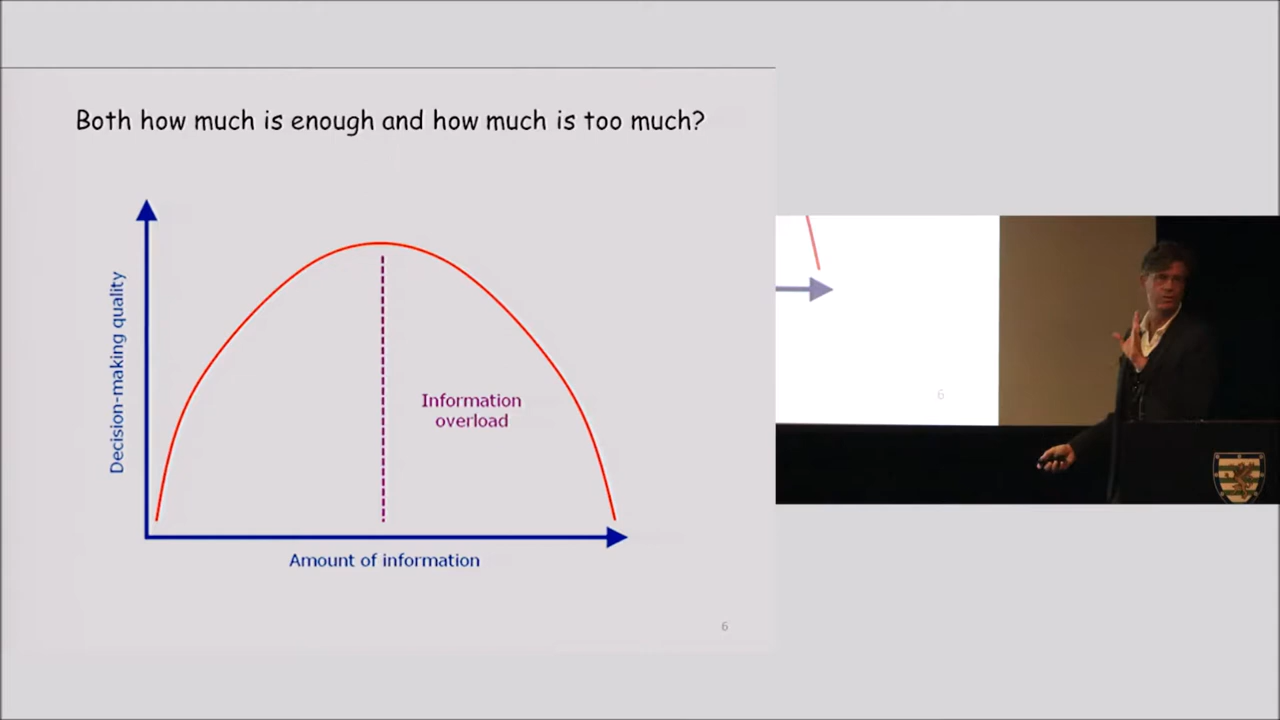 Both how much is enough and how much is too much?
Decision-making quality
Information
overload
Amount of information
6
6